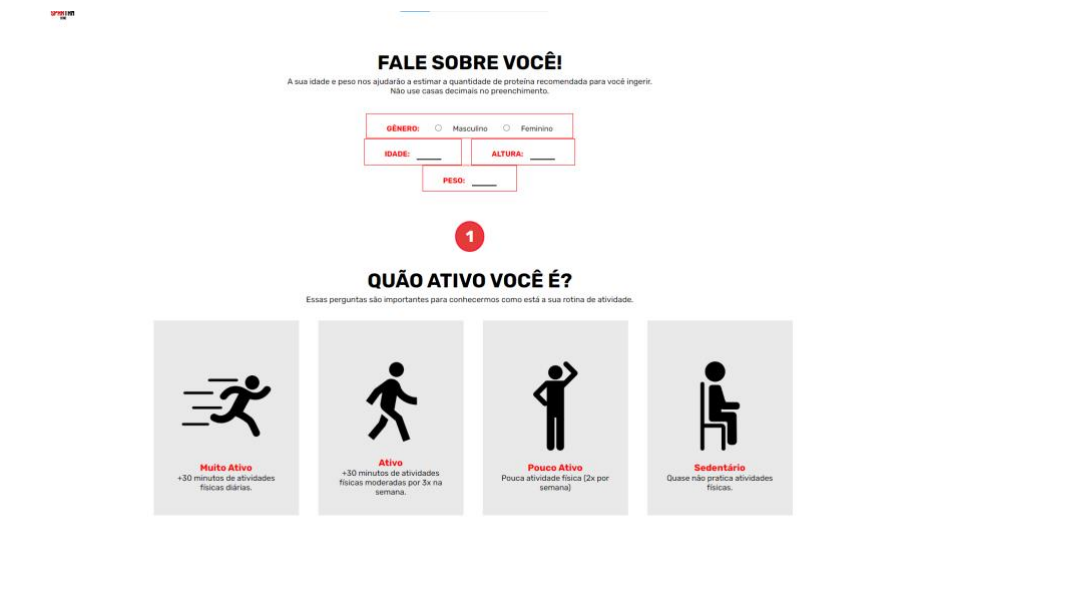 SPARTAN
FALE SOBRE VOCÊ!
A sua idade e peso nos ajudarão a estimar a quantidade de proteína recomendada para você ingerir.
Não use casas decimais no preenchimento.
GÊNERO: Masculino Feminino
IDADE: ALTURA:
PESO:
1
QUÃO ATIVO VOCÊ É?
Essas perguntas são importantes para conhecermos como está a sua rotina de atividade.
Muito Ativo
+30 minutos de atividades
físicas diárias.
Ativo
+30 minutos de atividades
físicas moderadas por 3x na
semana.
Pouco Ativo
Pouca atividade física (2x por
semana)
Sedentário
Quase não pratica atividades
físicas.